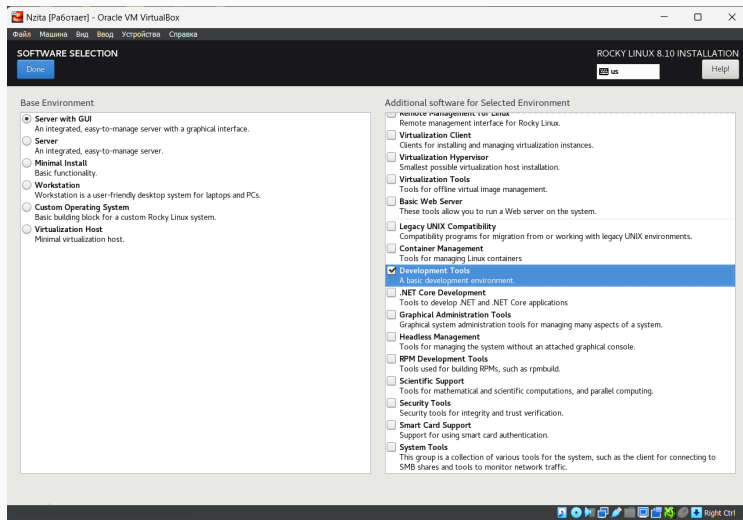 Nzita [Работает] - Oracle VM VirtualBox
Файл Машина Вид Ввод Устройства Справка
SOFTWARE SELECTION
ROCKY LINUX 8.10 INSTALLATION
Done
us
Help!
Base Environment
Server with GUI
An integrated, easy-to-manage server with a graphical interface.
Server
An integrated, easy-to-manage server.
Minimal Install
Basic functionality.
Workstation
Workstation is a user-friendly desktop system for laptops and PCs.
Custom Operating System
Basic building block for a custom Rocky Linux system.
Virtualization Host
Minimal virtualization host.
Additional software for Selected Environment
Remote Management for Linux
Remote management interface for Rocky Linux.
Virtualization Client
Clients for installing and managing virtualization instances.
Virtualization Hypervisor
Smallest possible virtualization host installation.
Virtualization Tools
Tools for offline virtual image management.
Basic Web Server
These tools allow you to run a Web server on the system.
Legacy UNIX Compatibility
Compatibility programs for migration from or working with legacy UNIX environments.
Container Management
Tools for managing Linux containers
Development Tools
A basic development environment.
.NET Core Development
Tools to develop .NET and .NET Core applications
Graphical Administration Tools
Graphical system administration tools for managing many aspects of a system.
Headless Management
Tools for managing the system without an attached graphical console.
RPM Development Tools
Tools used for building RPMs, such as rpmbuild.
Scientific Support
Tools for mathematical and scientific computations, and parallel computing.
Security Tools
Security tools for integrity and trust verification.
Smart Card Support
Support for using smart card authentication.
System Tools
This group is a collection of various tools for the system, such as the client for connecting to
SMB shares and tools to monitor network traffic.
Right Ctrl